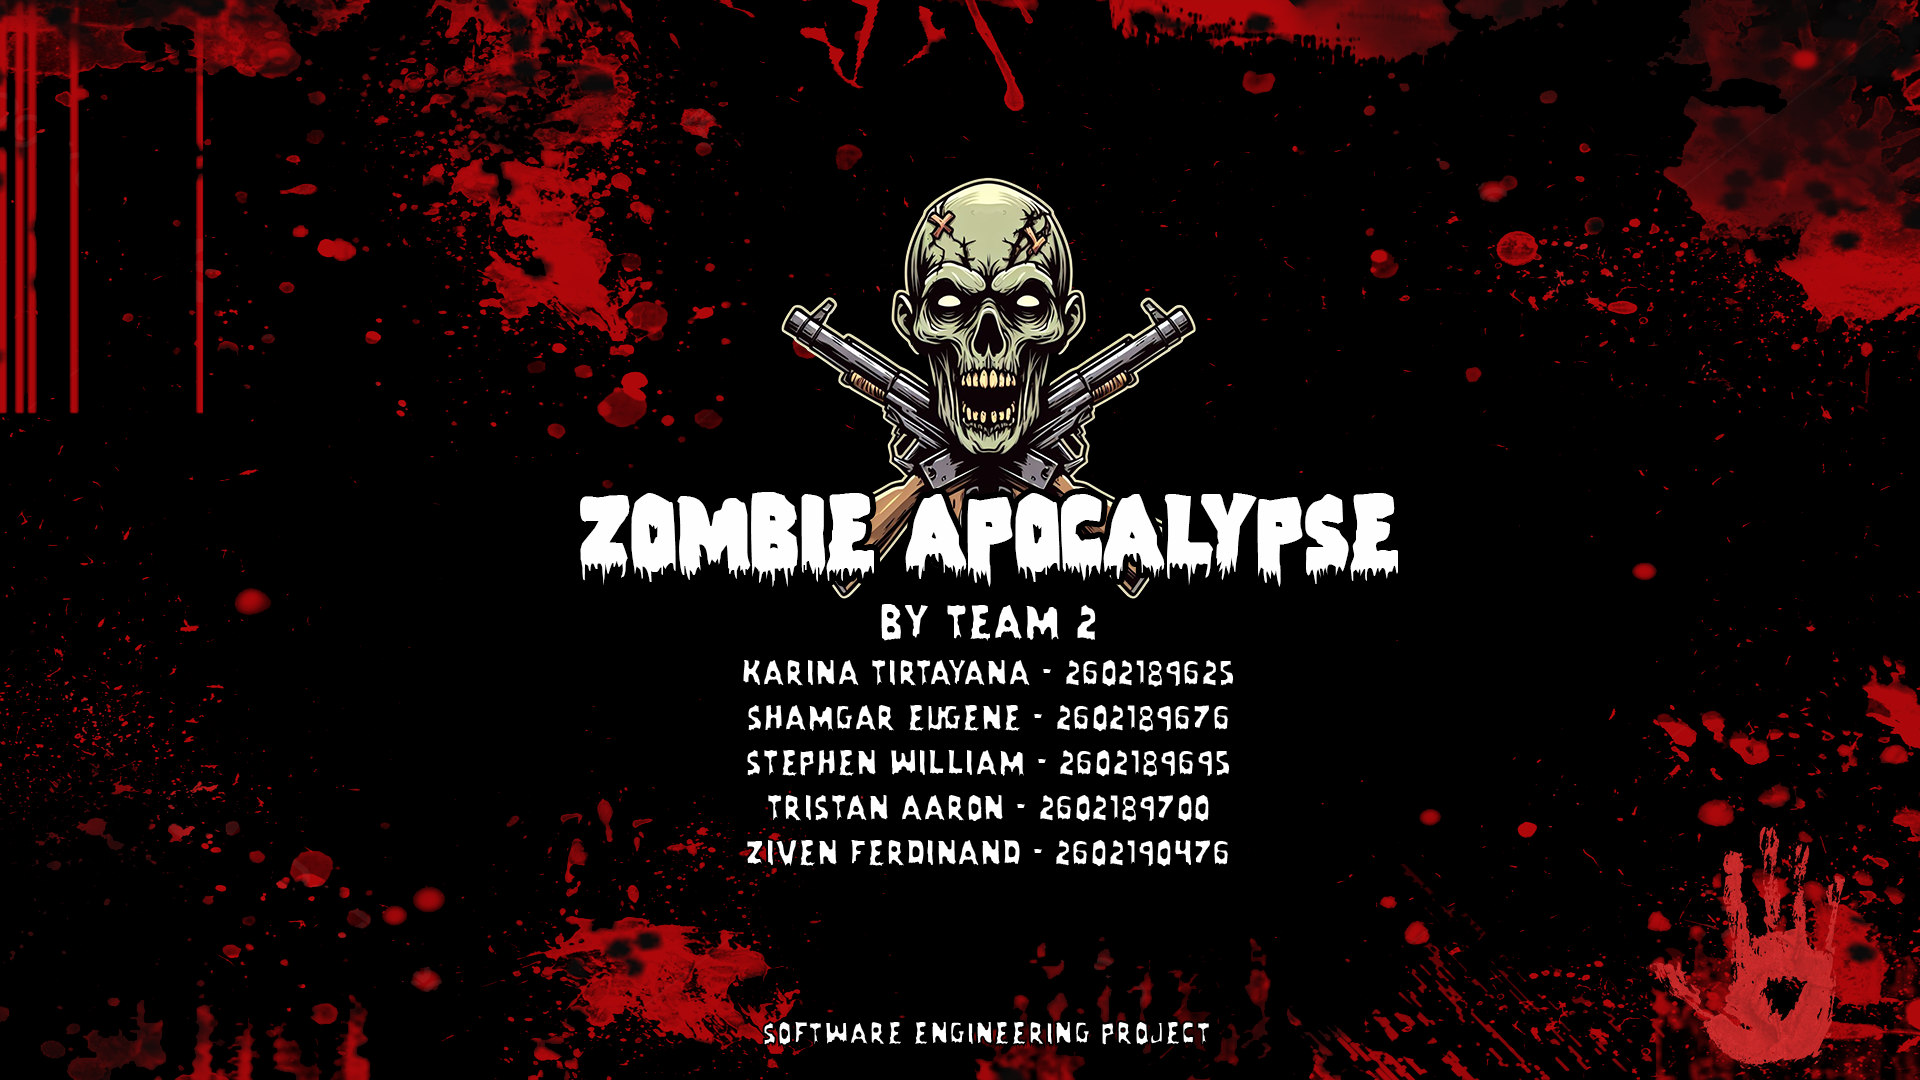 ZOMBIE APOCALYPSE
BY TEAM 2
KARINA TIRTAYANA - 2602189625
SHAMGAR EUGENE - 2602189676
STEPHEN WILLIAM - 2602189695
TRISTAN AARON - 2602189700
ZIVEN FERDINAND - 2602190476
SOFTWARE ENGINEERING PROJECT